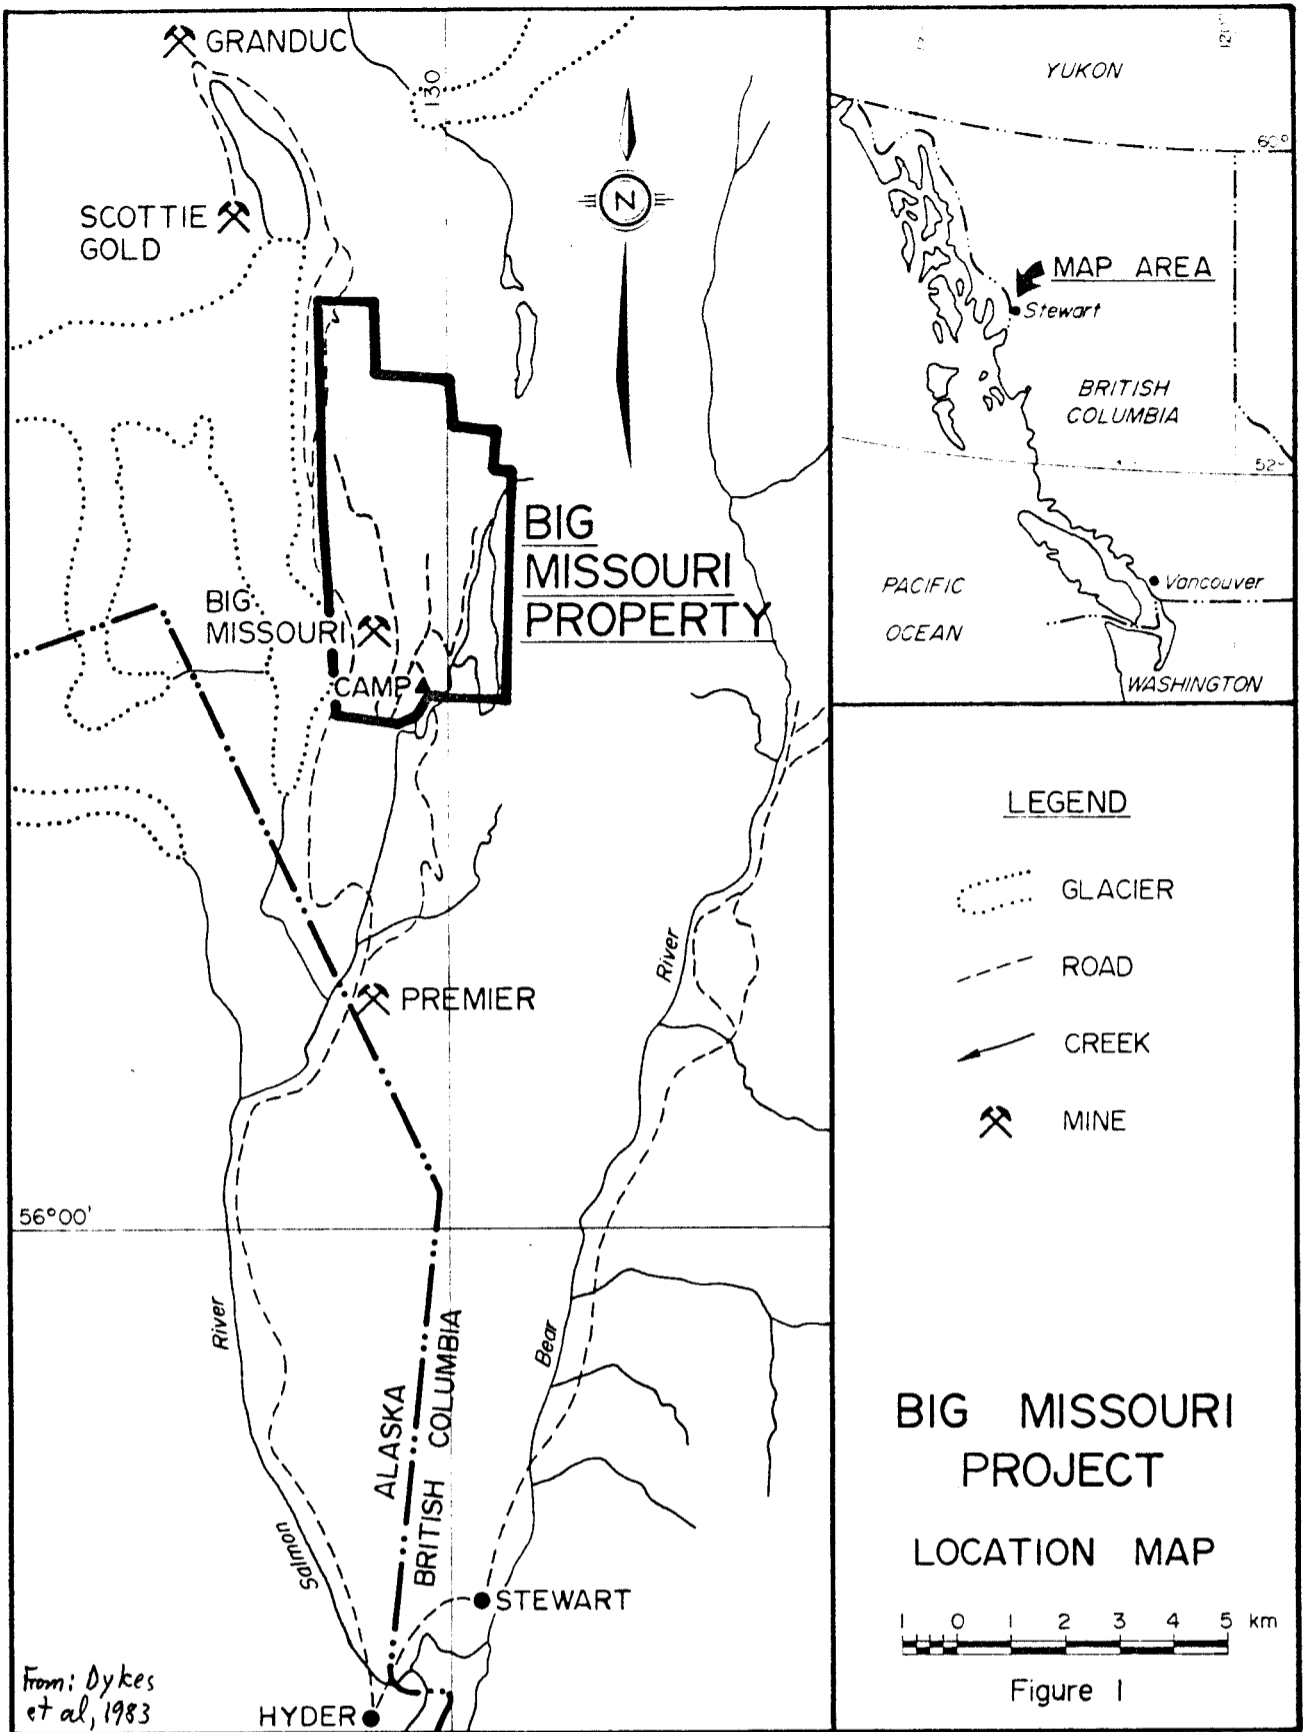 GRANDUC
130
N
SCOTTIE
GOLD
BIG
MISSOURI
PROPERTY
BIG
MISSOURI
CAMP
PREMIER
River
56°00'
River
Bear
ALASKA
BRITISH COLUMBIA
Salmon
STEWART
HYDER
From: Dykes
et al, 1983
YUKON
120
60°
MAP AREA
Stewart
BRITISH
COLUMBIA
52
PACIFIC
OCEAN
Vancouver
WASHINGTON
LEGEND
GLACIER
ROAD
CREEK
MINE
BIG MISSOURI
PROJECT
LOCATION MAP
1 0 1 2 3 4 5 km
Figure 1